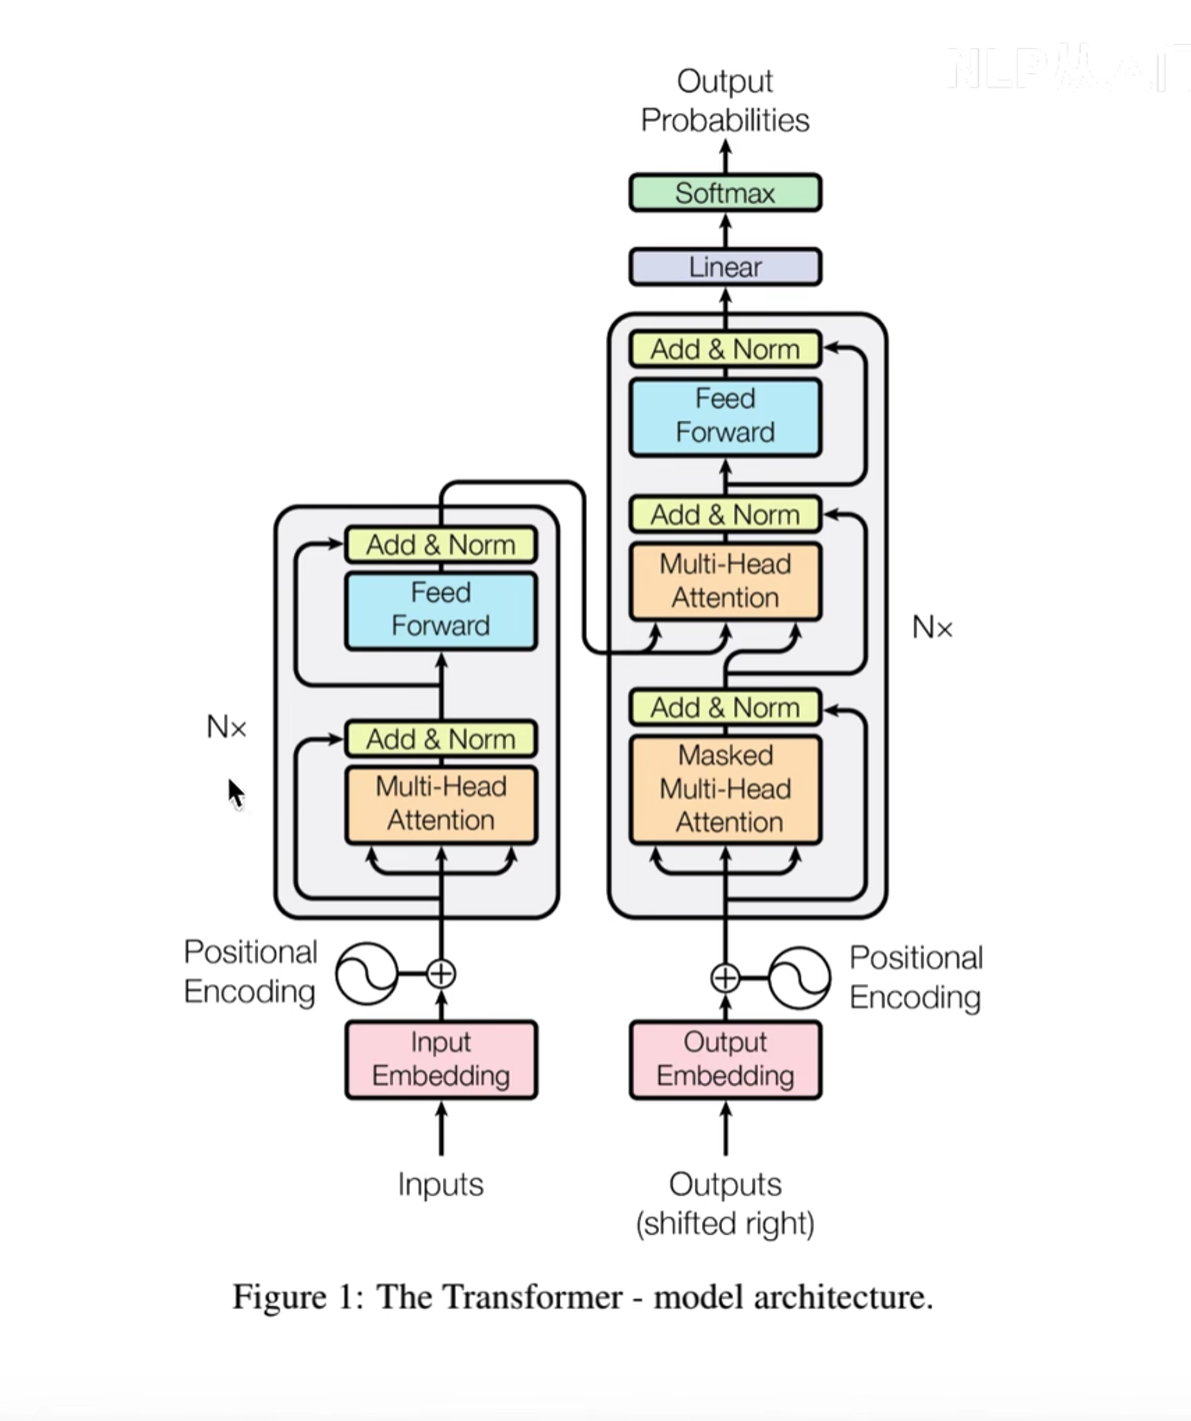 Output
Probabilities
Softmax
Linear
Add & Norm
Feed
Forward
Add & Norm
Multi-Head
Attention
Add & Norm
Masked
Multi-Head
Attention
Nx
Positional
Encoding
Output
Embedding
Outputs
(shifted right)
Add & Norm
Feed
Forward
Add & Norm
Multi-Head
Attention
Nx
Positional
Encoding
Input
Embedding
Inputs
Figure 1: The Transformer - model architecture.
NLP从入门